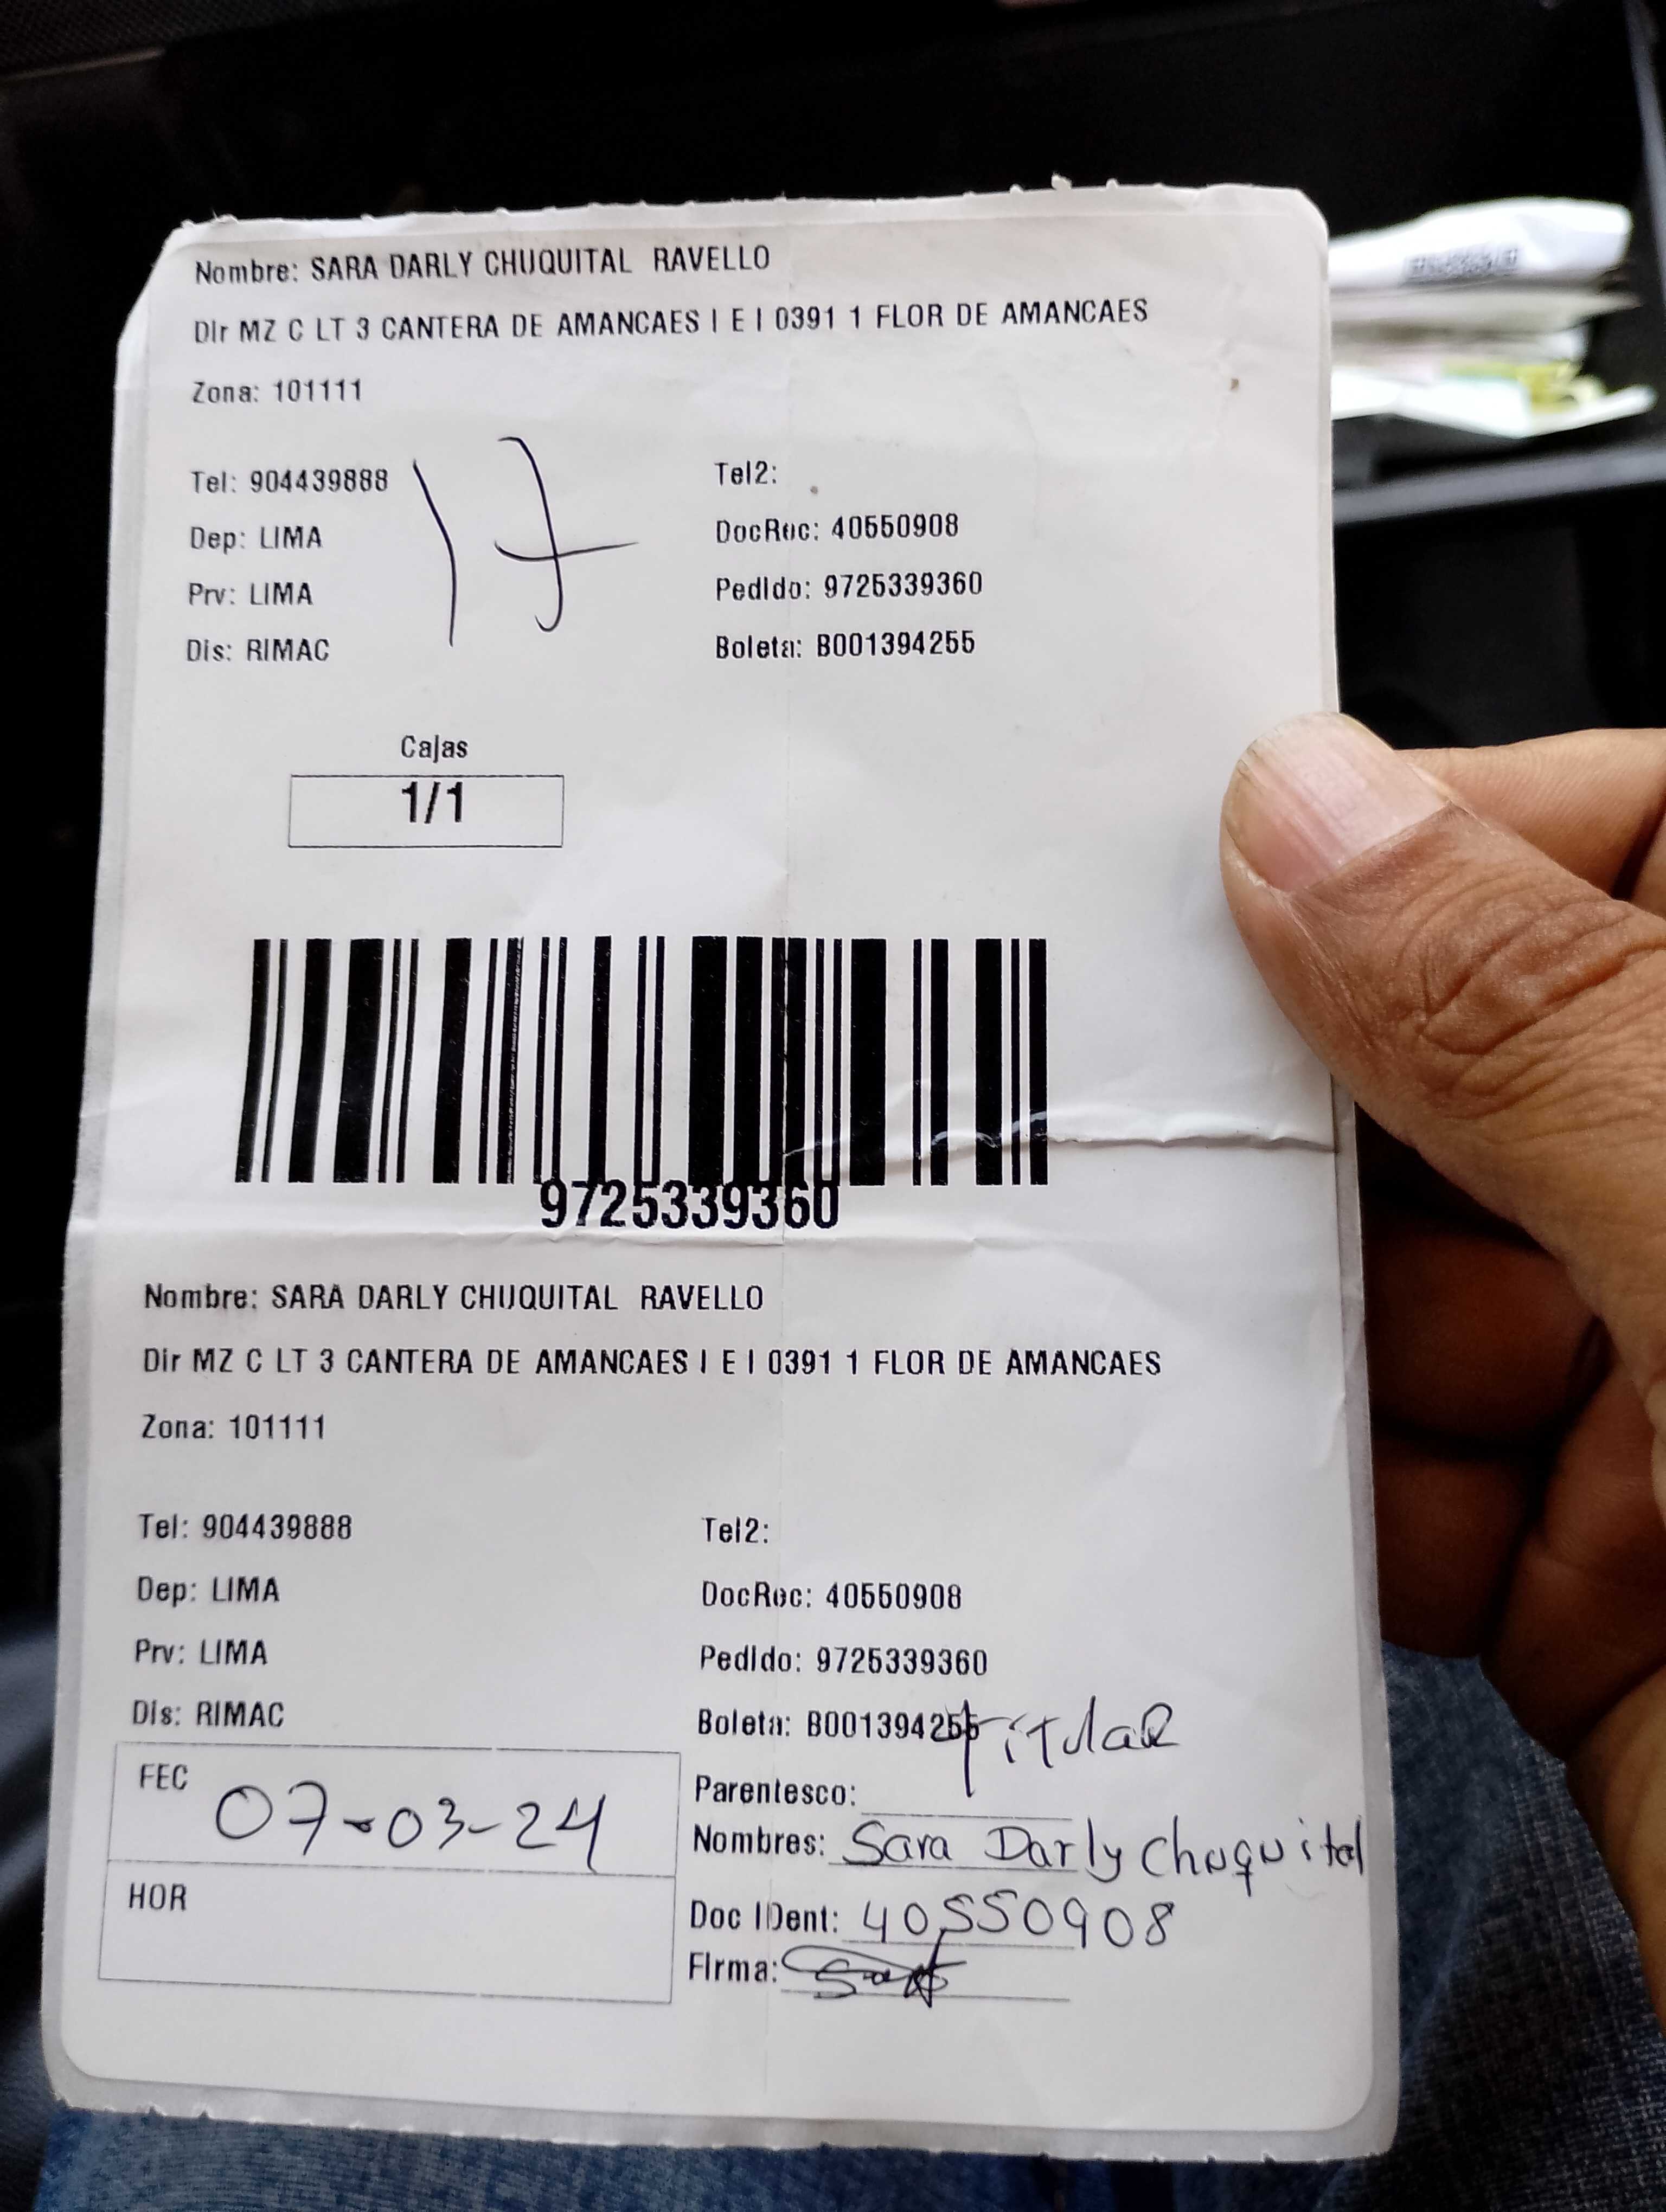 Nombre: SARA DARLY CHUQUITAL RAVELLO
Dir MZ C LT 3 CANTERA DE AMANCAES I E I 0391 1 FLOR DE AMANCAES
Zona: 101111
17
Tel: 904439888 Tel2:
Dep: LIMA DocRec: 40550908
Prv: LIMA Pedido: 9725339360
Dis: RIMAC Boleta: B001394255
Cajas
1/1
9725339360
Nombre: SARA DARLY CHUQUITAL RAVELLO
Dir MZ C LT 3 CANTERA DE AMANCAES I E I 0391 1 FLOR DE AMANCAES
Zona: 101111
Tel: 904439888 Tel2:
Dep: LIMA DocRec: 40550908
Prv: LIMA Pedido: 9725339360
Dis: RIMAC Boleta: B001394255
FEC 07-03-24
HOR
Parentesco: titular
Nombres: Sara Darly Chuquital
Doc IDent: 40550908
Firma: